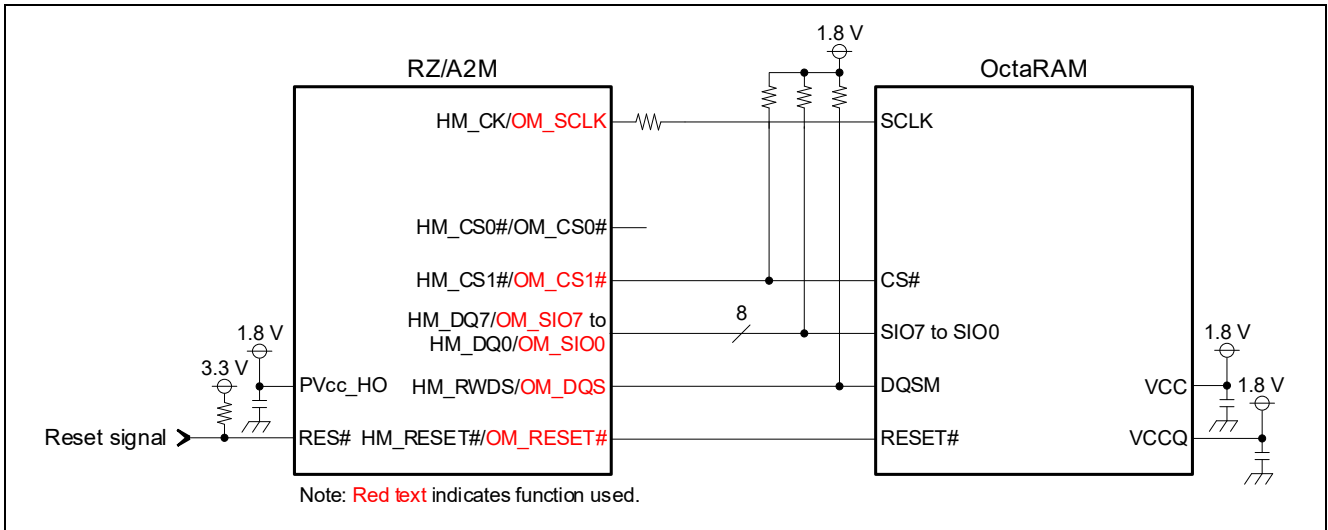 1.8 V
RZ/A2M
OctaRAM
HM_CK/OM_SCLK
SCLK
HM_CS0#/OM_CS0#
HM_CS1#/OM_CS1#
CS#
HM_DQ7/OM_SIO7 to
HM_DQ0/OM_SIO0
8
SIO7 to SIO0
1.8 V
3.3 V
PVcc_HO
HM_RWDS/OM_DQS
DQSM
VCC
1.8 V
1.8 V
Reset signal
RES#
HM_RESET#/OM_RESET#
RESET#
VCCQ
Note: Red text indicates function used.